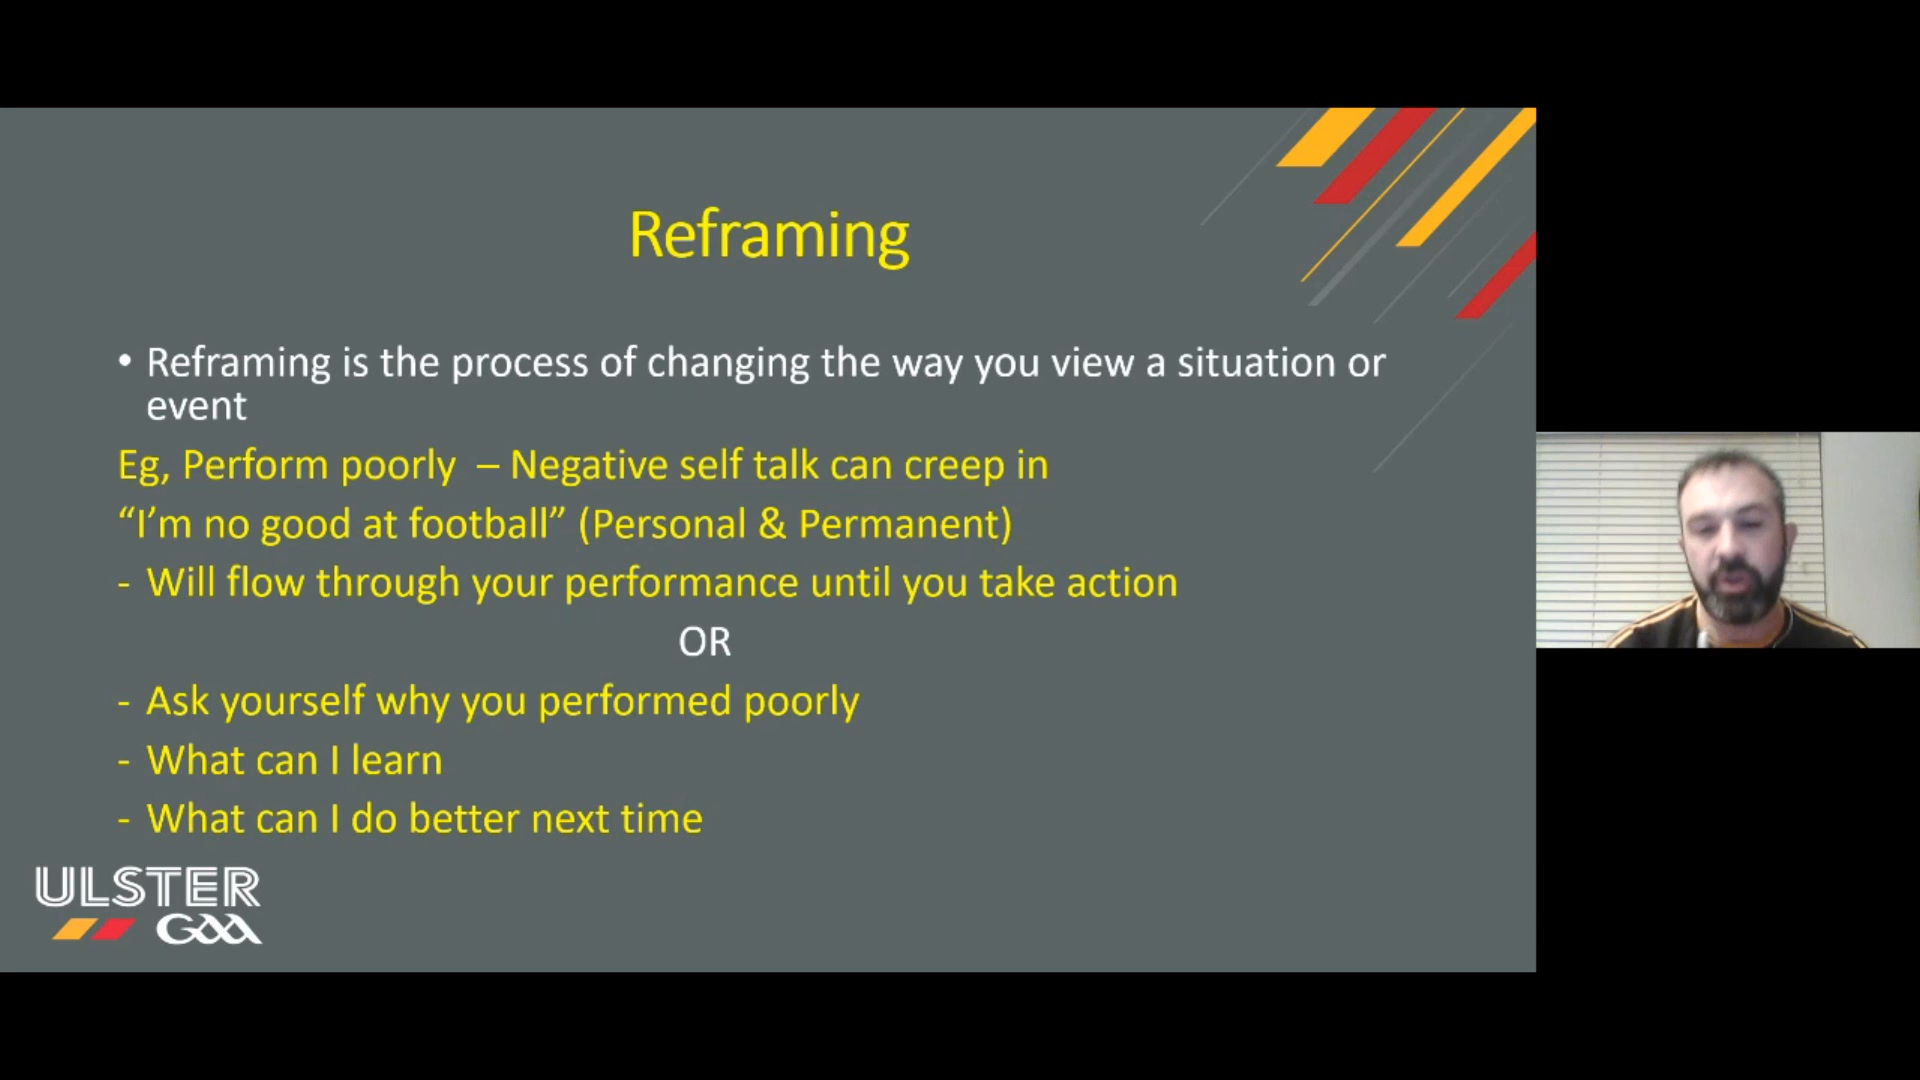 Reframing
• Reframing is the process of changing the way you view a situation or
event
Eg, Perform poorly – Negative self talk can creep in
“I’m no good at football” (Personal & Permanent)
- Will flow through your performance until you take action
OR
- Ask yourself why you performed poorly
- What can I learn
- What can I do better next time
ULSTER
GAA